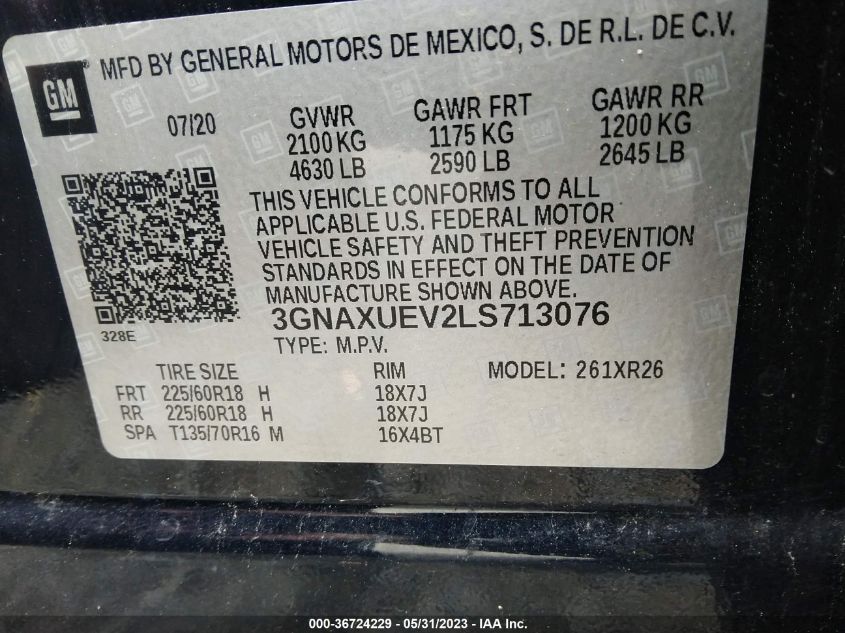 MFD BY GENERAL MOTORS DE MEXICO, S. DE R.L. DE C.V.
GM
07/20
GVWR GAWR FRT GAWR RR
2100 KG 1175 KG 1200 KG
4630 LB 2590 LB 2645 LB
THIS VEHICLE CONFORMS TO ALL
APPLICABLE U.S. FEDERAL MOTOR
VEHICLE SAFETY AND THEFT PREVENTION
STANDARDS IN EFFECT ON THE DATE OF
MANUFACTURE SHOWN ABOVE.
328E
3GNAXUEV2LS713076
TYPE: M.P.V. MODEL: 261XR26
TIRE SIZE RIM
FRT 225/60R18 H 18X7J
RR 225/60R18 H 18X7J
SPA T135/70R16 M 16X4BT
000-36724229 - 05/31/2023 - IAA Inc.